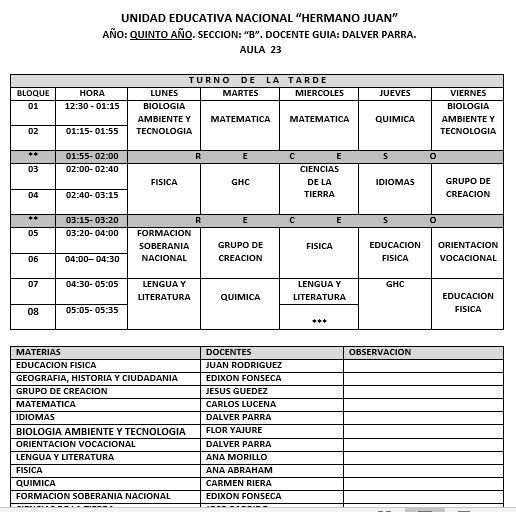 UNIDAD EDUCATIVA NACIONAL “HERMANO JUAN”
AÑO: QUINTO AÑO. SECCION: “B”. DOCENTE GUIA: DALVER PARRA.
AULA 23
TURNO DE LA TARDE
BLOQUE HORA LUNES MARTES MIERCOLES JUEVES VIERNES
01 12:30 - 01:15 BIOLOGIA AMBIENTE Y TECNOLOGIA MATEMATICA MATEMATICA QUIMICA BIOLOGIA AMBIENTE Y TECNOLOGIA
02 01:15- 01:55
** 01:55- 02:00 R E C E S O
03 02:00- 02:40 FISICA GHC CIENCIAS DE LA TIERRA IDIOMAS GRUPO DE CREACION
04 02:40- 03:15
** 03:15- 03:20 R E C E S O
05 03:20- 04:00 FORMACION SOBERANIA NACIONAL GRUPO DE CREACION FISICA EDUCACION FISICA ORIENTACION VOCACIONAL
06 04:00– 04:30
07 04:30- 05:05 LENGUA Y LITERATURA QUIMICA LENGUA Y LITERATURA GHC EDUCACION FISICA
08 05:05- 05:35 ***
MATERIAS DOCENTES OBSERVACION
EDUCACION FISICA JUAN RODRIGUEZ
GEOGRAFIA, HISTORIA Y CIUDADANIA EDIXON FONSECA
GRUPO DE CREACION JESUS GUEDEZ
MATEMATICA CARLOS LUCENA
IDIOMAS DALVER PARRA
BIOLOGIA AMBIENTE Y TECNOLOGIA FLOR YAJURE
ORIENTACION VOCACIONAL DALVER PARRA
LENGUA Y LITERATURA ANA MORILLO
FISICA ANA ABRAHAM
QUIMICA CARMEN RIERA
FORMACION SOBERANIA NACIONAL EDIXON FONSECA